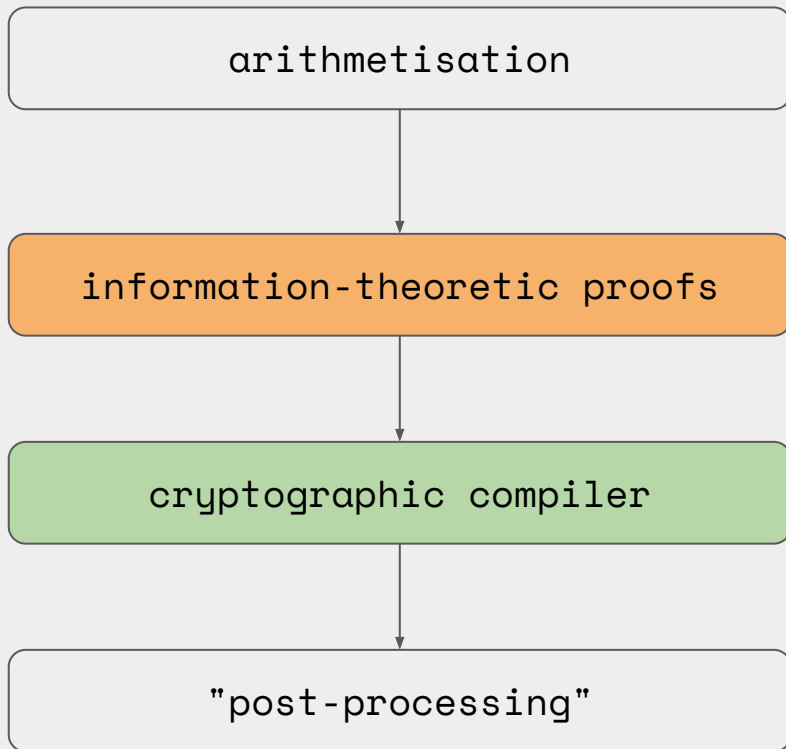 arithmetisation
information-theoretic proofs
cryptographic compiler
"post-processing"